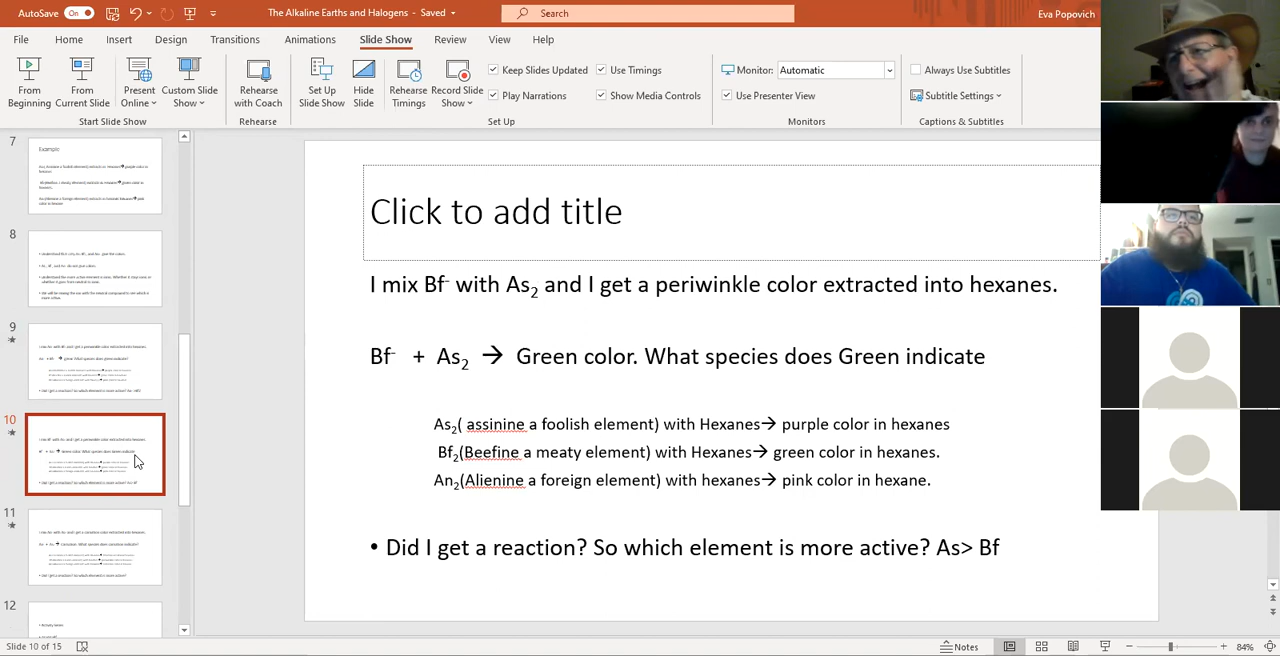 AutoSave On The Alkaline Earths and Halogens - Saved Search Eva Popovich
File Home Insert Design Transitions Animations Slide Show Review View Help
From Beginning
From Current Slide
Present Online
Custom Slide Show
Rehearse with Coach
Set Up Slide Show
Hide Slide
Rehearse Timings
Record Slide Show
Keep Slides Updated
Use Timings
Play Narrations
Show Media Controls
Monitor: Automatic
Use Presenter View
Always Use Subtitles
Subtitle Settings
Start Slide Show Rehearse Set Up Monitors Captions & Subtitles
7
Example
8
9
10
11
12
Click to add title
I mix Bf⁻ with As₂ and I get a periwinkle color extracted into hexanes.
Bf⁻ + As₂ → Green color. What species does Green indicate
As₂( assinine a foolish element) with Hexanes→ purple color in hexanes
Bf₂(Beefine a meaty element) with Hexanes→ green color in hexanes.
An₂(Alienine a foreign element) with hexanes→ pink color in hexane.
• Did I get a reaction? So which element is more active? As> Bf
Slide 10 of 15 Notes 84%